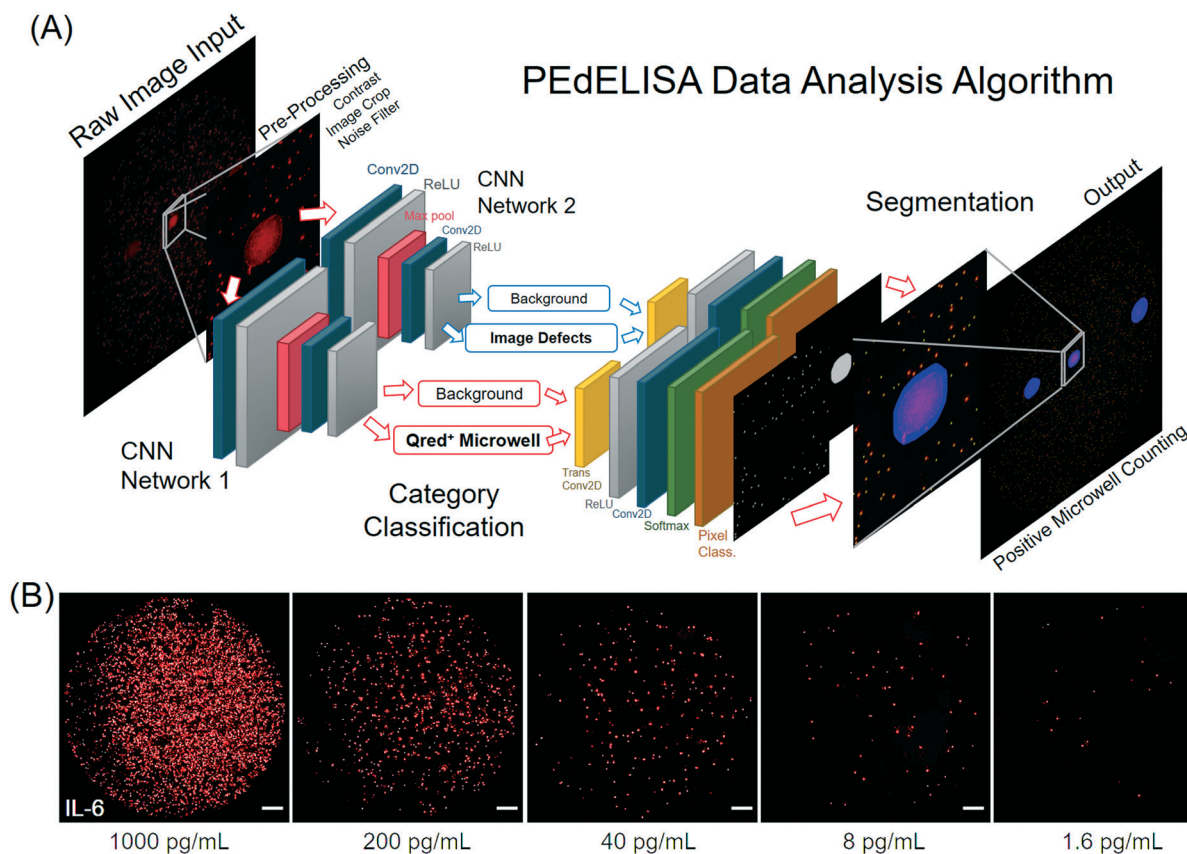 (A)
PEdELISA Data Analysis Algorithm
Raw Image Input
Pre-Processing
Contrast
Image Crop
Noise Filter
Conv2D
ReLU
Max pool
Conv2D
ReLU
CNN
Network 2
Segmentation
Output
Background
Image Defects
Background
Qred⁺ Microwell
CNN
Network 1
Category
Classification
Trans
Conv2D
ReLU
Conv2D
Softmax
Pixel
Class.
Positive Microwell Counting
(B)
IL-6
1000 pg/mL
200 pg/mL
40 pg/mL
8 pg/mL
1.6 pg/mL